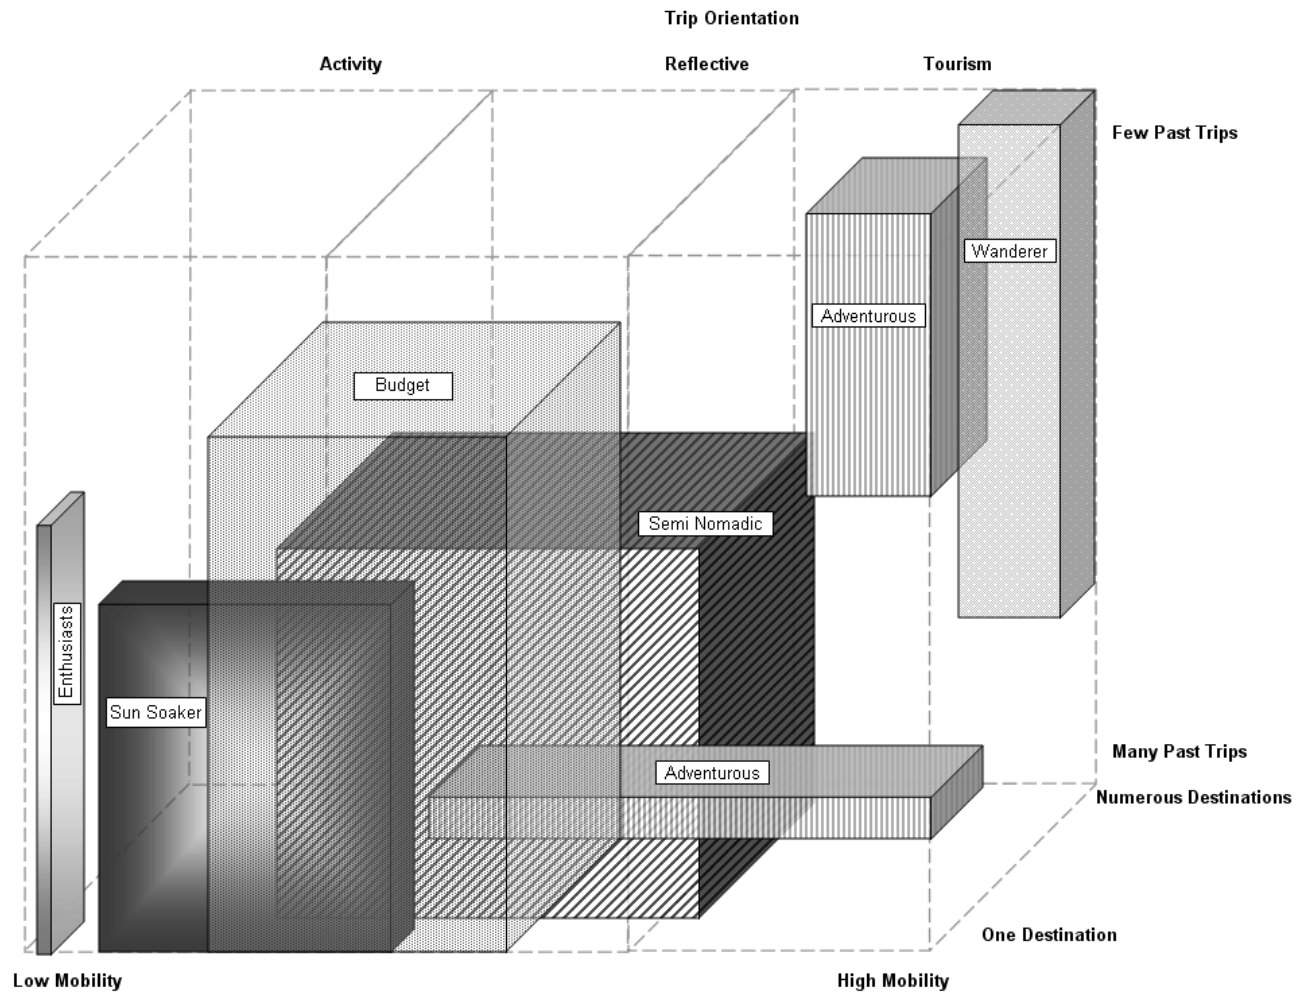 Trip Orientation
Activity
Reflective
Tourism
Few Past Trips
Wanderer
Adventurous
Budget
Semi Nomadic
Enthusiasts
Sun Soaker
Many Past Trips
Adventurous
Numerous Destinations
One Destination
Low Mobility
High Mobility